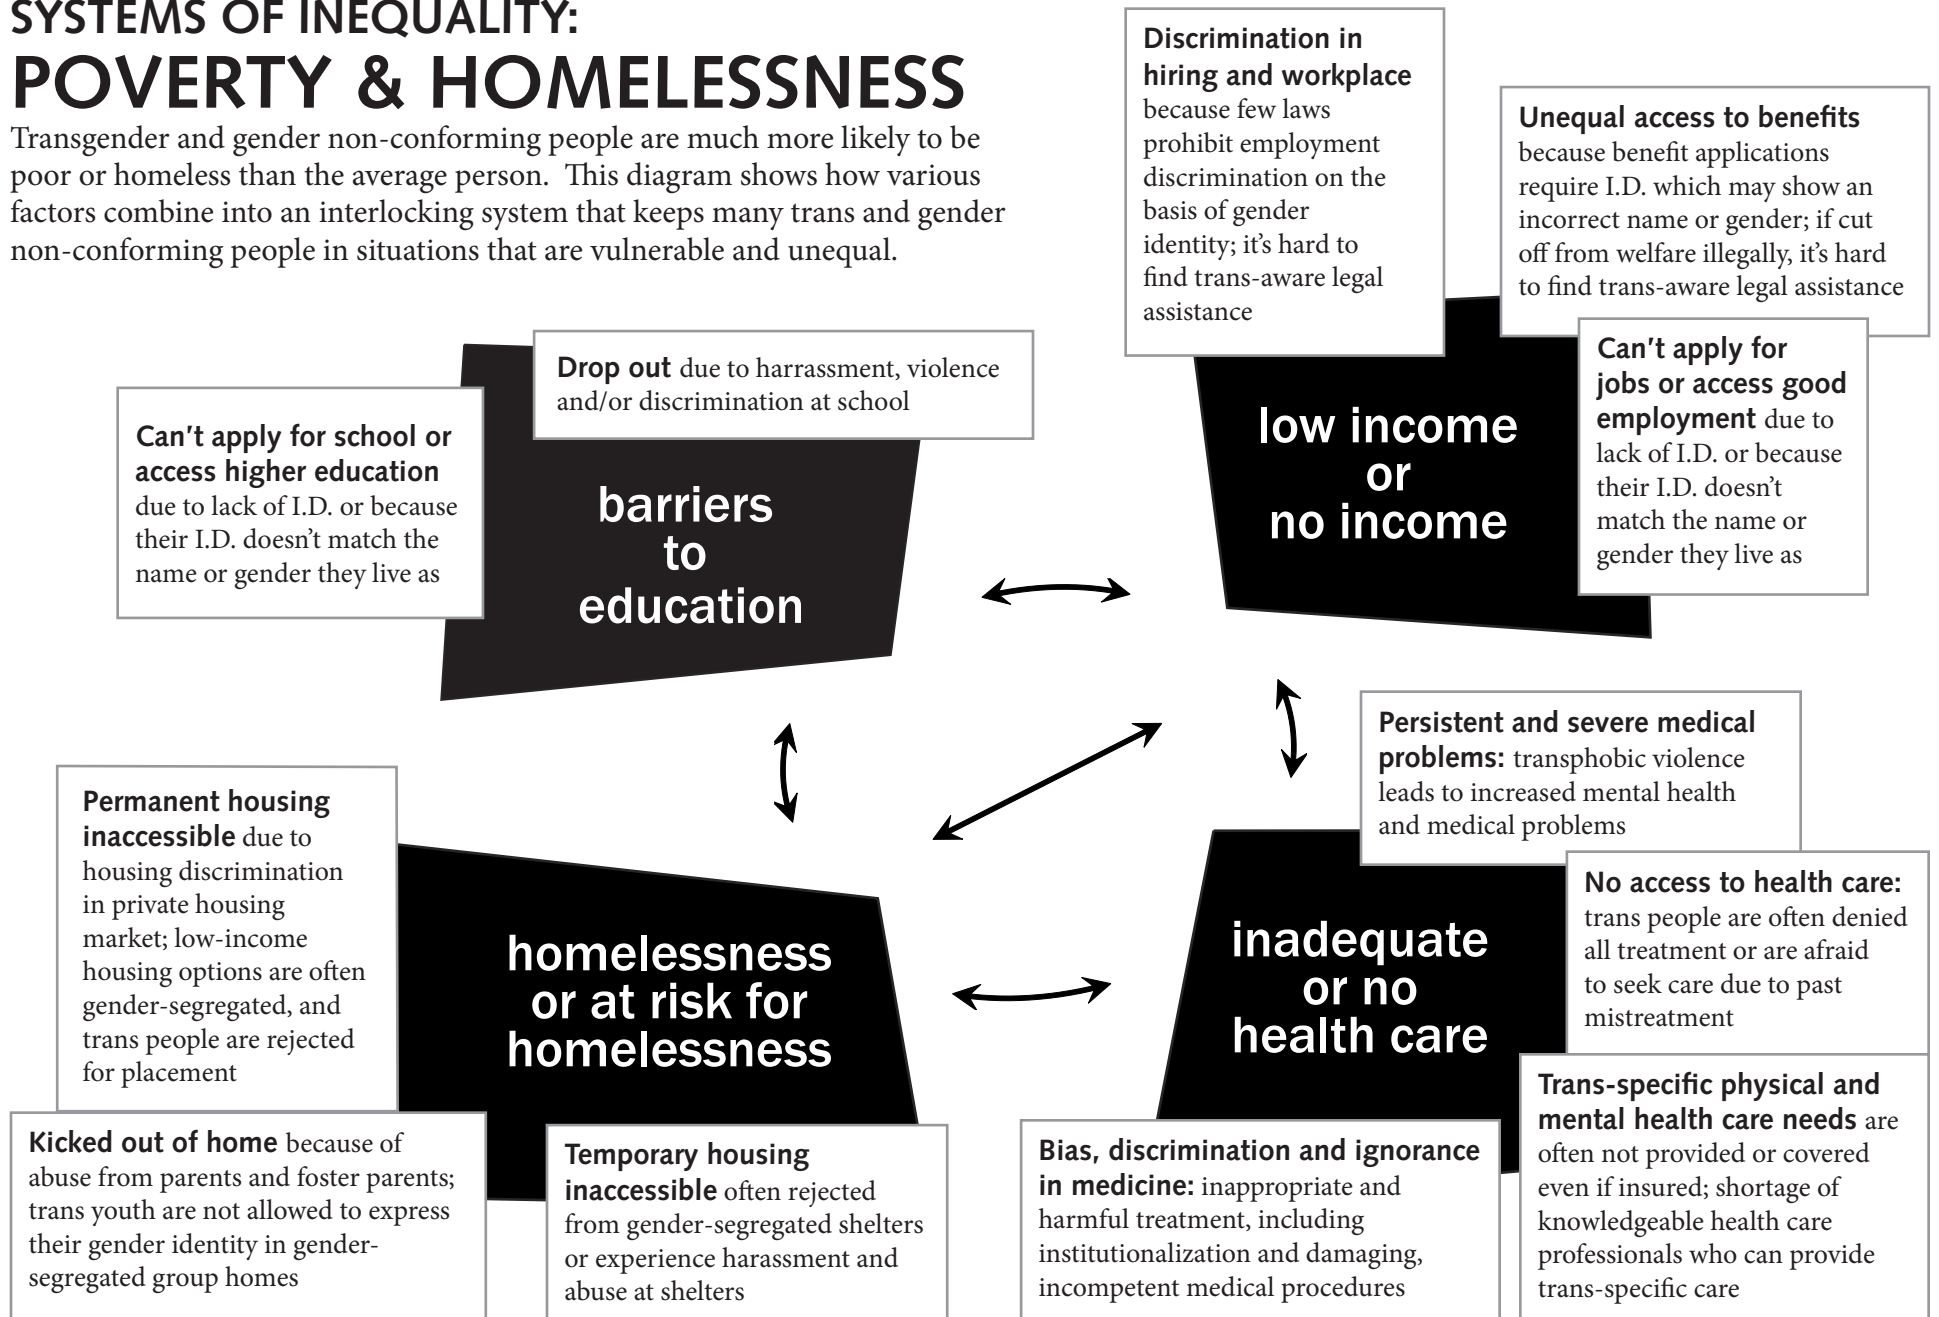 SYSTEMS OF INEQUALITY:
POVERTY & HOMELESSNESS
Transgender and gender non-conforming people are much more likely to be
poor or homeless than the average person.  This diagram shows how various
factors combine into an interlocking system that keeps many trans and gender
non-conforming people in situations that are vulnerable and unequal.
Discrimination in
hiring and workplace
because few laws
prohibit employment
discrimination on the
basis of gender
identity; it's hard to
find trans-aware legal
assistance
Unequal access to benefits
because benefit applications
require I.D. which may show an
incorrect name or gender; if cut
off from welfare illegally, it's hard
to find trans-aware legal assistance
Can't apply for
jobs or access good
employment due to
lack of I.D. or because
their I.D. doesn't
match the name or
gender they live as
low income
or
no income
Drop out due to harrassment, violence
and/or discrimination at school
Can't apply for school or
access higher education
due to lack of I.D. or because
their I.D. doesn't match the
name or gender they live as
barriers
to
education
Permanent housing
inaccessible due to
housing discrimination
in private housing
market; low-income
housing options are often
gender-segregated, and
trans people are rejected
for placement
homelessness
or at risk for
homelessness
Kicked out of home because of
abuse from parents and foster parents;
trans youth are not allowed to express
their gender identity in gender-
segregated group homes
Temporary housing
inaccessible often rejected
from gender-segregated shelters
or experience harassment and
abuse at shelters
Persistent and severe medical
problems: transphobic violence
leads to increased mental health
and medical problems
No access to health care:
trans people are often denied
all treatment or are afraid
to seek care due to past
mistreatment
inadequate
or no
health care
Bias, discrimination and ignorance
in medicine: inappropriate and
harmful treatment, including
institutionalization and damaging,
incompetent medical procedures
Trans-specific physical and
mental health care needs are
often not provided or covered
even if insured; shortage of
knowledgeable health care
professionals who can provide
trans-specific care